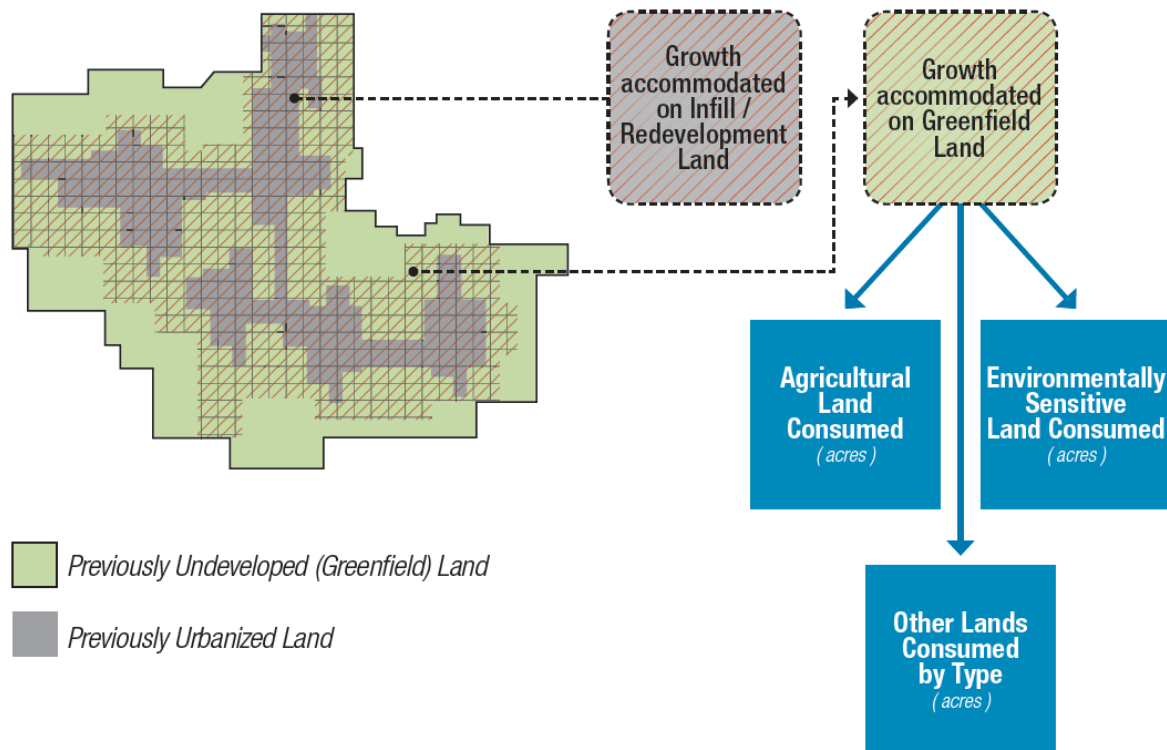 Growth
accommodated
on Infill /
Redevelopment
Land
Growth
accommodated
on Greenfield
Land
Agricultural
Land
Consumed
( acres )
Environmentally
Sensitive
Land Consumed
( acres )
Previously Undeveloped (Greenfield) Land
Previously Urbanized Land
Other Lands
Consumed
by Type
( acres )